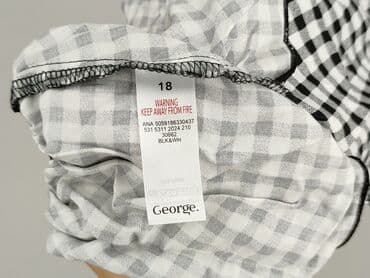 18
WARNING
KEEP AWAY FROM FIRE
ANA 5059186330437
531 5311 2024 210
30662
BLK&WH
George.